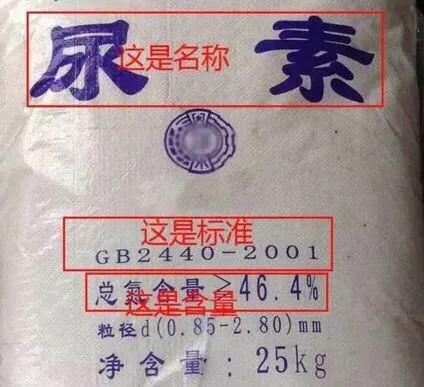 尿素
这是名称
这是标准
GB2440-2001
总氮含量≥46.4%
这是含量
粒径d(0.85-2.80)mm
净含量:25kg